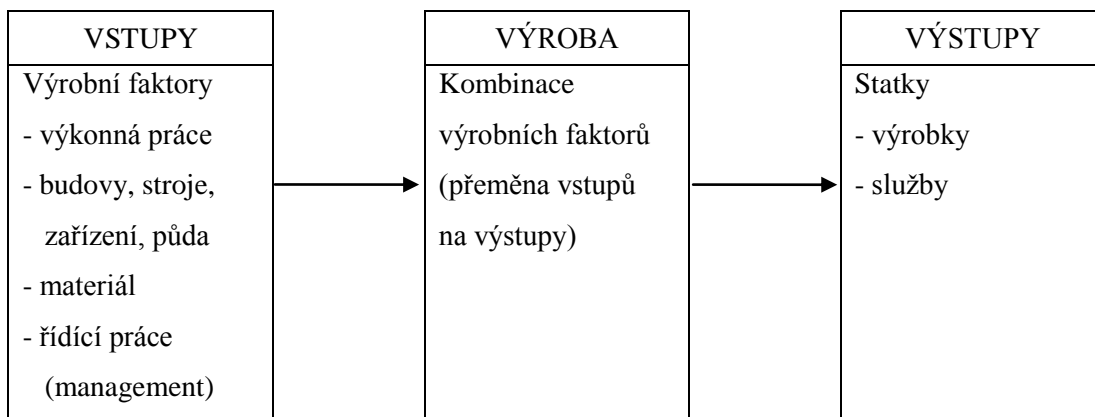 VSTUPY
Výrobní faktory
- výkonná práce
- budovy, stroje,
zařízení, půda
- materiál
- řídící práce
(management)
VÝROBA
Kombinace
výrobních faktorů
(přeměna vstupů
na výstupy)
VÝSTUPY
Statky
- výrobky
- služby